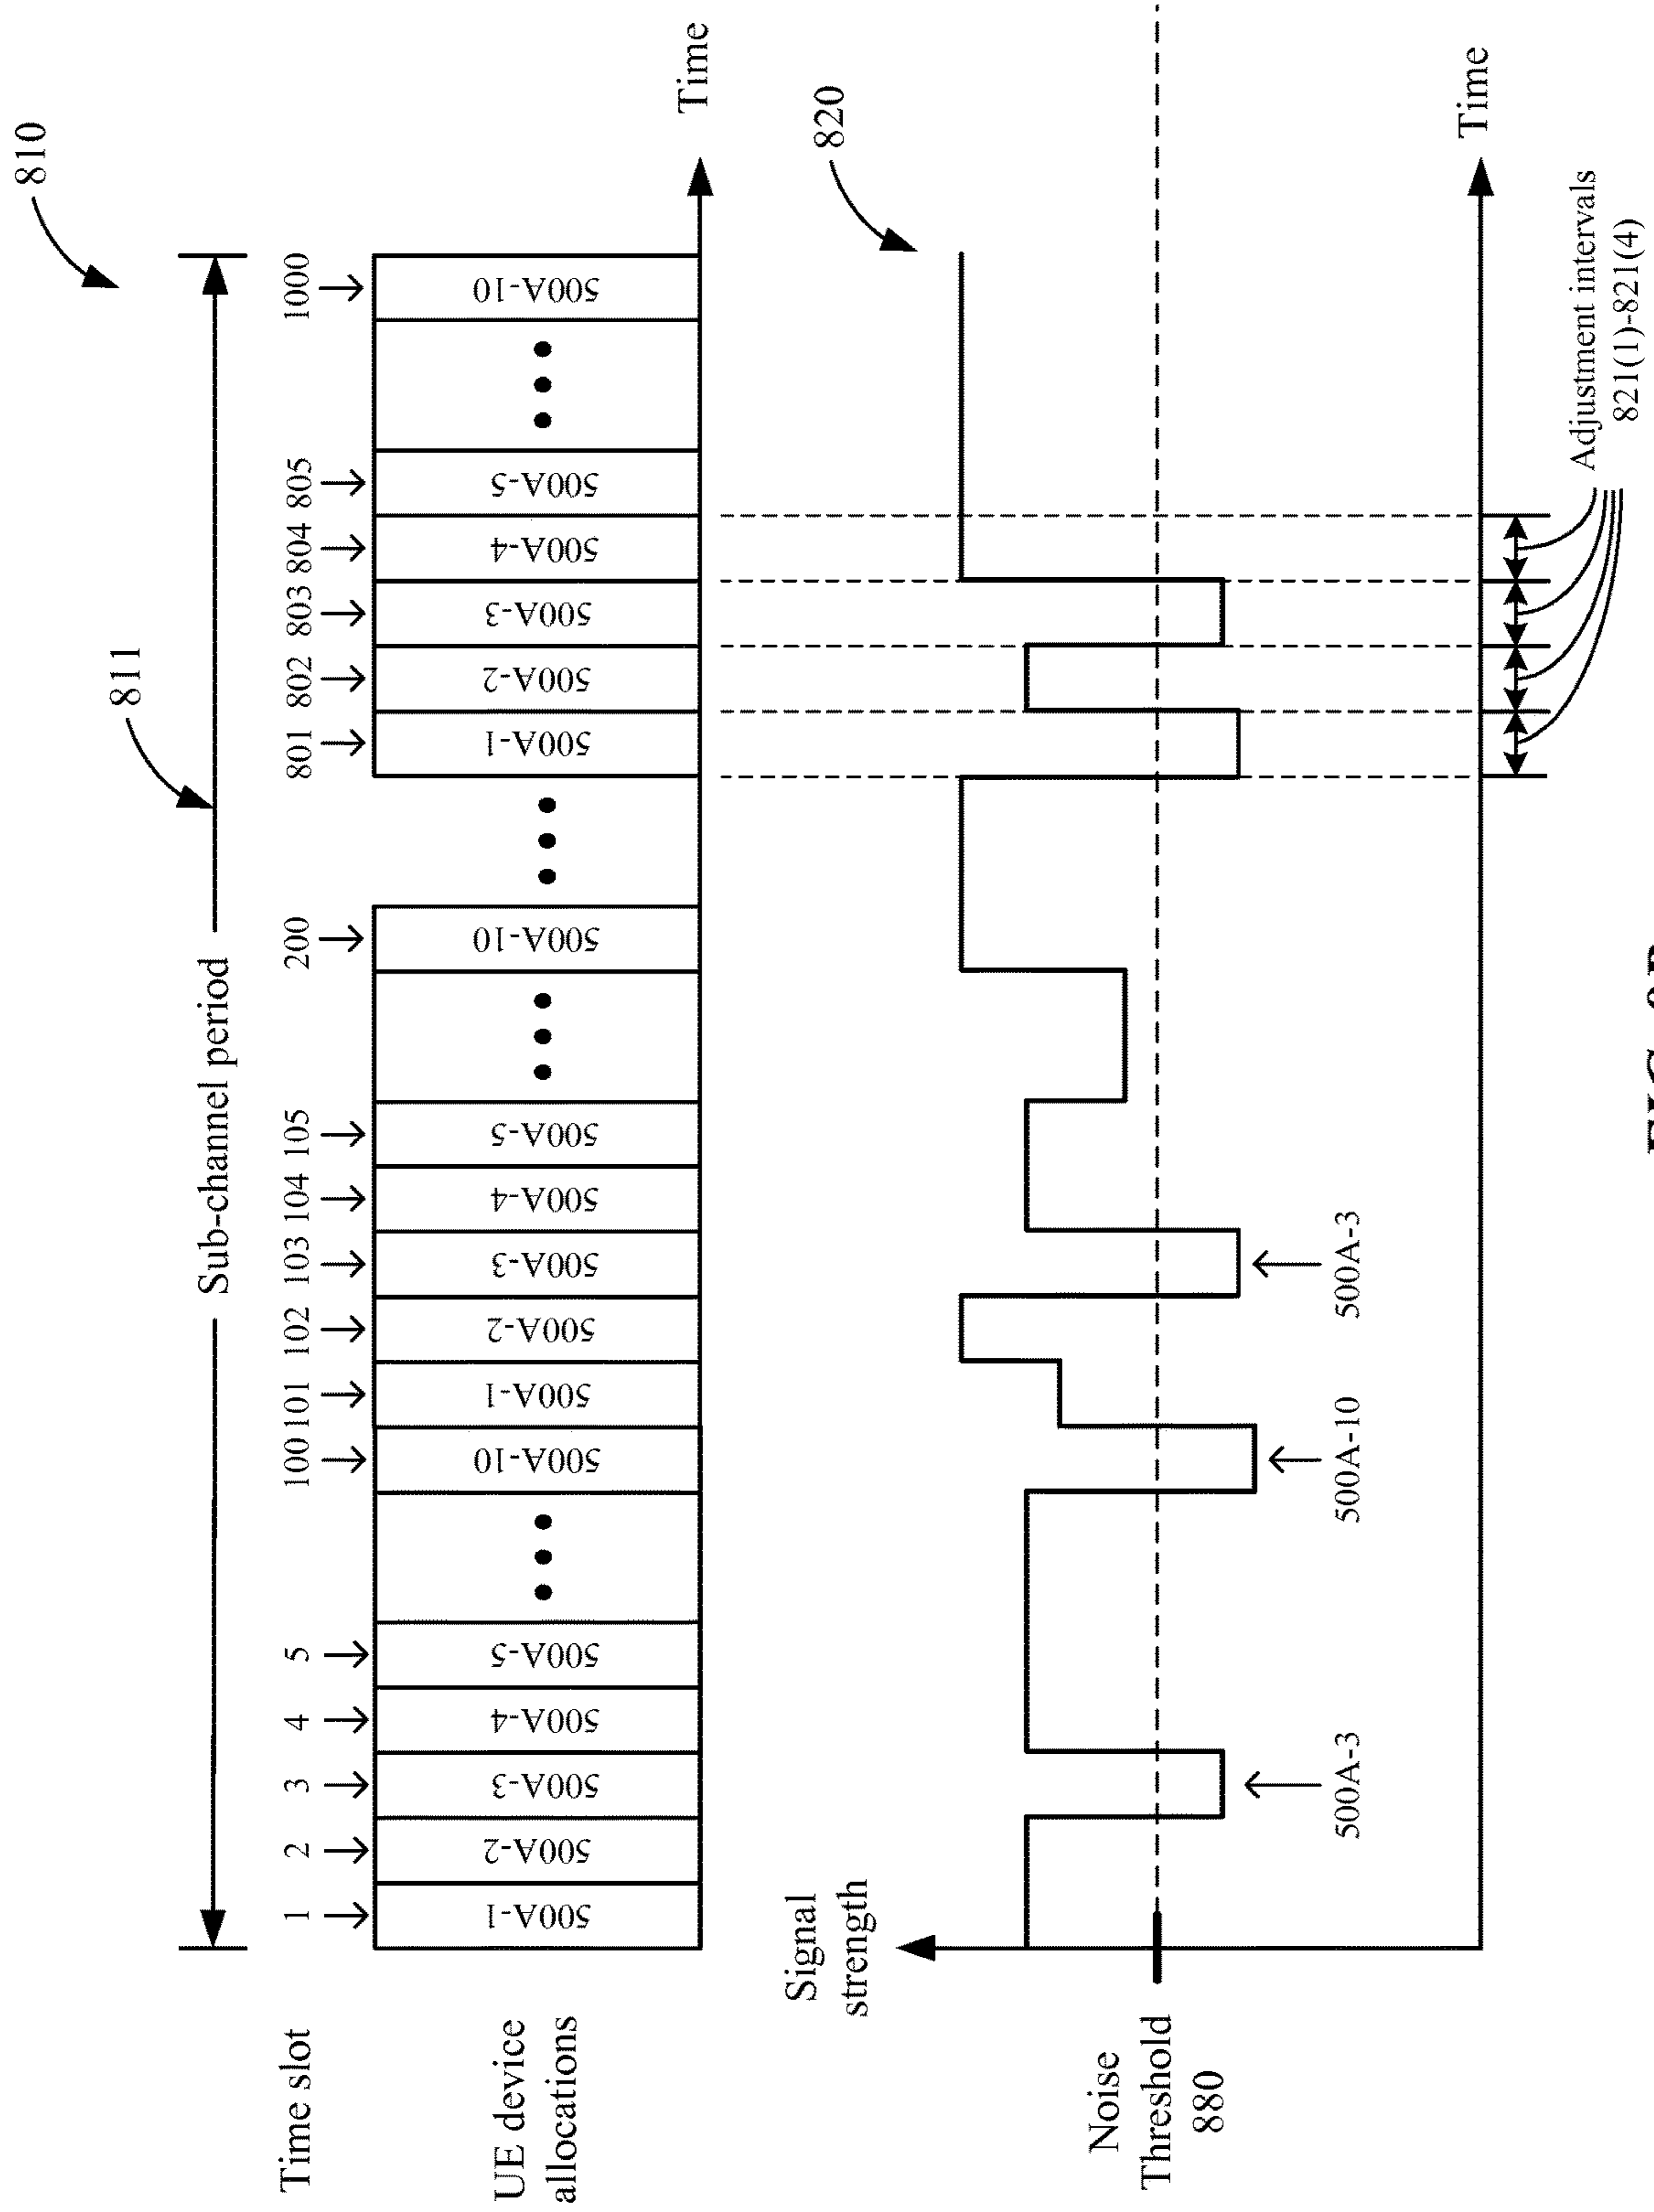 810
811
Sub-channel period
Time slot
1
2
3
4
5
100
101
102
103
104
105
200
801
802
803
804
805
1000
UE device
allocations
500A-1
500A-2
500A-3
500A-4
500A-5
• • •
500A-10
500A-1
500A-2
500A-3
500A-4
500A-5
• • •
500A-10
• • •
500A-1
500A-2
500A-3
500A-4
500A-5
• • •
500A-10
Time
Signal
strength
820
Noise
Threshold
880
500A-3
500A-10
500A-3
Time
Adjustment intervals
821(1)-821(4)